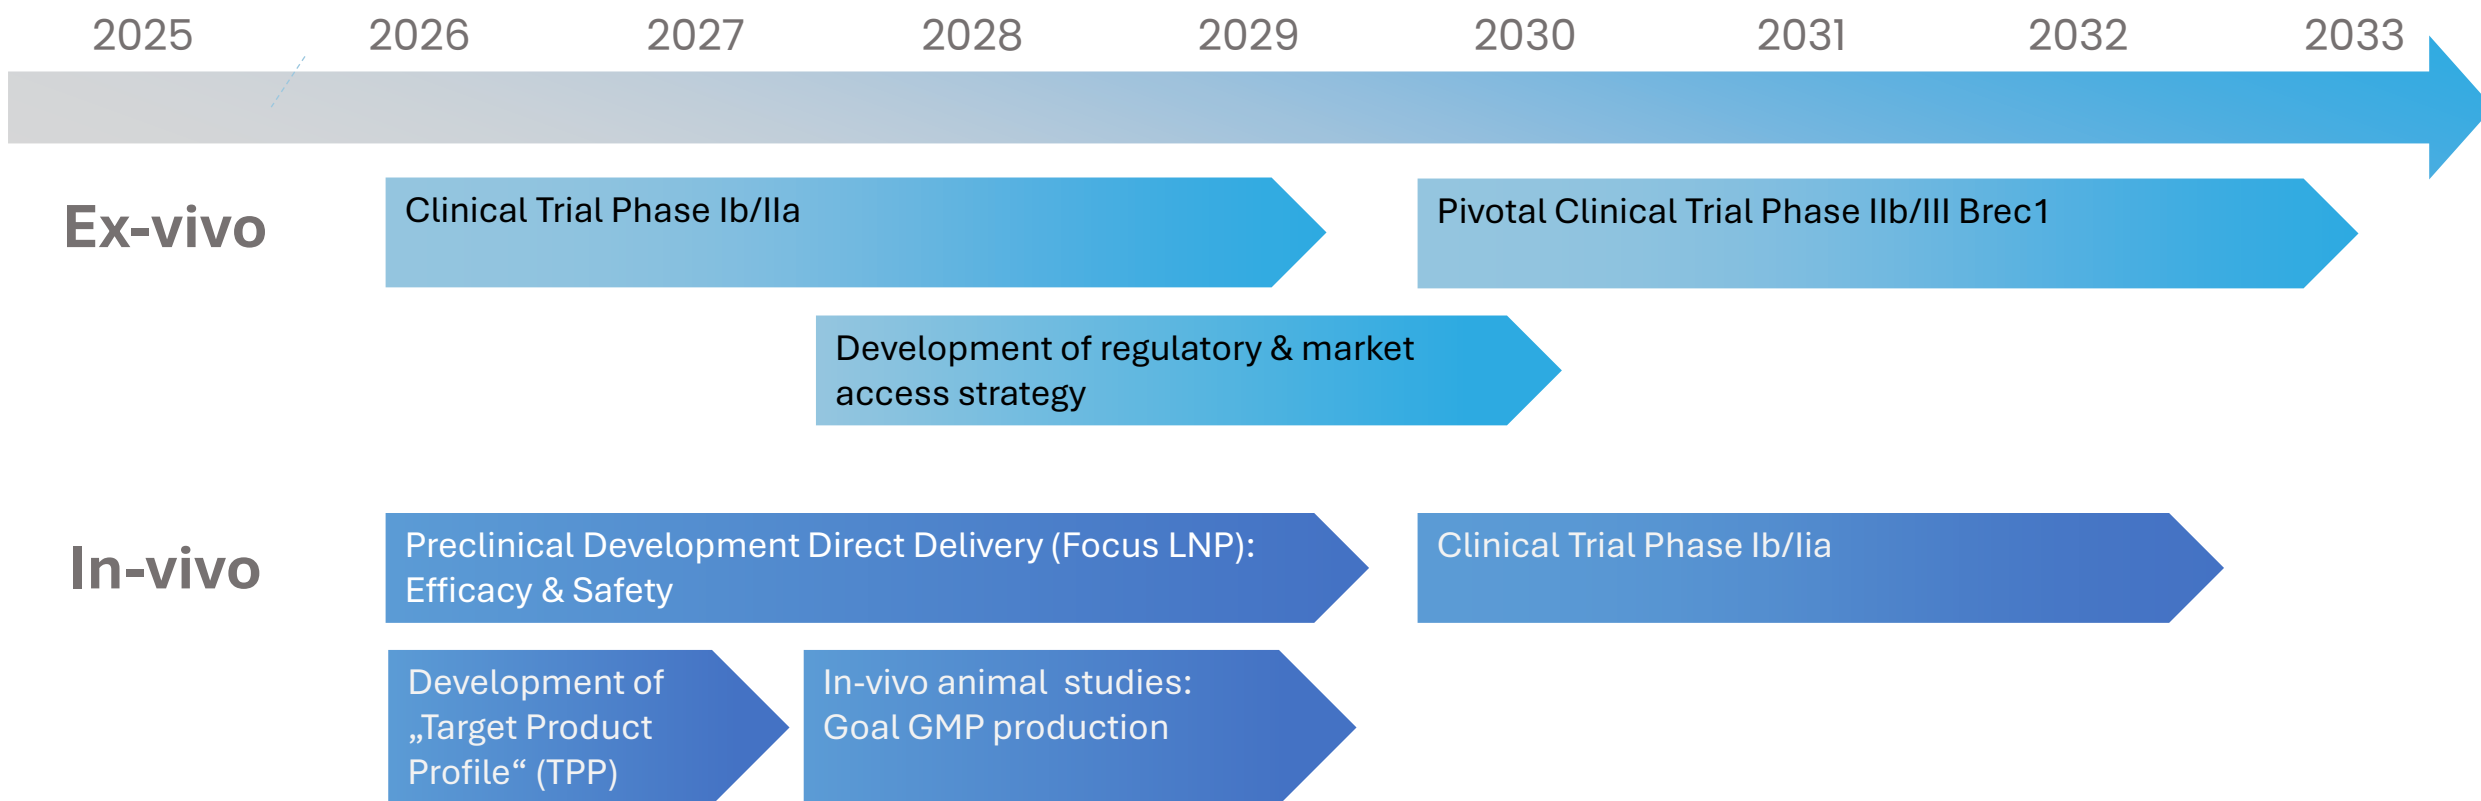 2025 2026 2027 2028 2029 2030 2031 2032 2033
Ex-vivo
Clinical Trial Phase Ib/IIa
Pivotal Clinical Trial Phase IIb/III Brec1
Development of regulatory & market
access strategy
In-vivo
Preclinical Development Direct Delivery (Focus LNP):
Efficacy & Safety
Clinical Trial Phase Ib/Iia
Development of
„Target Product
Profile“ (TPP)
In-vivo animal  studies:
Goal GMP production